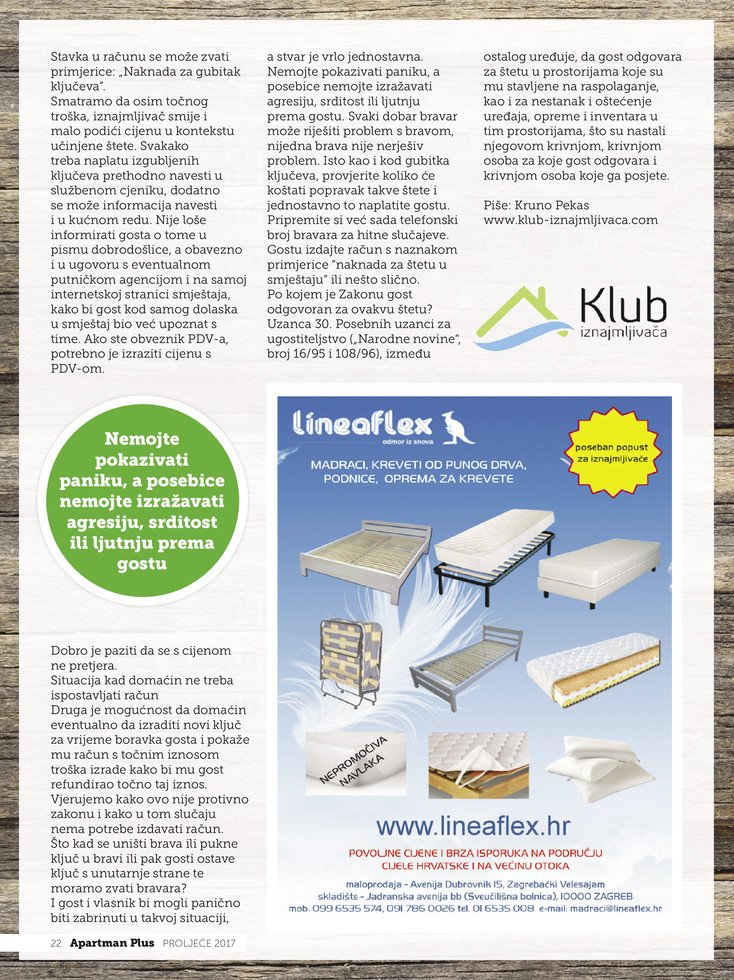 Stavka u računu se može zvati
primjerice: „Naknada za gubitak
ključeva“.
Smatramo da osim točnog
troška, iznajmljivač smije i
malo podići cijenu u kontekstu
učinjene štete. Svakako
treba naplatu izgubljenih
ključeva prethodno navesti u
službenom cjeniku, dodatno
se može informacija navesti
i u kućnom redu. Nije loše
informirati gosta o tome u
pismu dobrodošlice, a obavezno
i u ugovoru s eventualnom
putničkom agencijom i na samoj
internetskoj stranici smještaja,
kako bi gost kod samog dolaska
u smještaj bio već upoznat s
time. Ako ste obveznik PDV-a,
potrebno je izraziti cijenu s
PDV-om.
Nemojte
pokazivati
paniku, a posebice
nemojte izražavati
agresiju, srditost
ili ljutnju prema
gostu
Dobro je paziti da se s cijenom
ne pretjera.
Situacija kad domaćin ne treba
ispostavljati račun
Druga je mogućnost da domaćin
eventualno da izraditi novi ključ
za vrijeme boravka gosta i pokaže
mu račun s točnim iznosom
troška izrade kako bi mu gost
refundirao točno taj iznos.
Vjerujemo kako ovo nije protivno
zakonu i kako u tom slučaju
nema potrebe izdavati račun.
Što kad se uništi brava ili pukne
ključ u bravi ili pak gosti ostave
ključ s unutarnje strane te
moramo zvati bravara?
I gost i vlasnik bi mogli panično
biti zabrinuti u takvoj situaciji,
a stvar je vrlo jednostavna.
Nemojte pokazivati paniku, a
posebice nemojte izražavati
agresiju, srditost ili ljutnju
prema gostu. Svaki dobar bravar
može riješiti problem s bravom,
nijedna brava nije nerješiv
problem. Isto kao i kod gubitka
ključeva, provjerite koliko će
koštati popravak takve štete i
jednostavno to naplatite gostu.
Pripremite si već sada telefonski
broj bravara za hitne slučajeve.
Gostu izdajte račun s naznakom
primjerice “naknada za štetu u
smještaju” ili nešto slično.
Po kojem je Zakonu gost
odgovoran za ovakvu štetu?
Uzanca 30. Posebnih uzanci za
ugostiteljstvo („Narodne novine“,
broj 16/95 i 108/96), između
ostalog uređuje, da gost odgovara
za štetu u prostorijama koje su
mu stavljene na raspolaganje,
kao i za nestanak i oštećenje
uređaja, opreme i inventara u
tim prostorijama, što su nastali
njegovom krivnjom, krivnjom
osoba za koje gost odgovara i
krivnjom osoba koje ga posjete.
Piše: Kruno Pekas
www.klub-iznajmljivaca.com
Klub
iznajmljivača
lineaflex
odmor iz snova
MADRACI, KREVETI OD PUNOG DRVA,
PODNICE, OPREMA ZA KREVETE
poseban popust
za iznajmljivače
NEPROMOČIVA
NAVLAKA
www.lineaflex.hr
POVOLJNE CIJENE I BRZA ISPORUKA NA PODRUČJU
CIJELE HRVATSKE I NA VEĆINU OTOKA
maloprodaja - Avenija Dubrovnik 15, Zagrebački Velesajam
skladište - Jadranska avenija bb (Sveučilišna bolnica), 10000 ZAGREB
mob. 099 6535 574, 091 786 0026 tel. 01 6535 008 e-mail: madraci@lineaflex.hr
22 Apartman Plus PROLJEĆE 2017